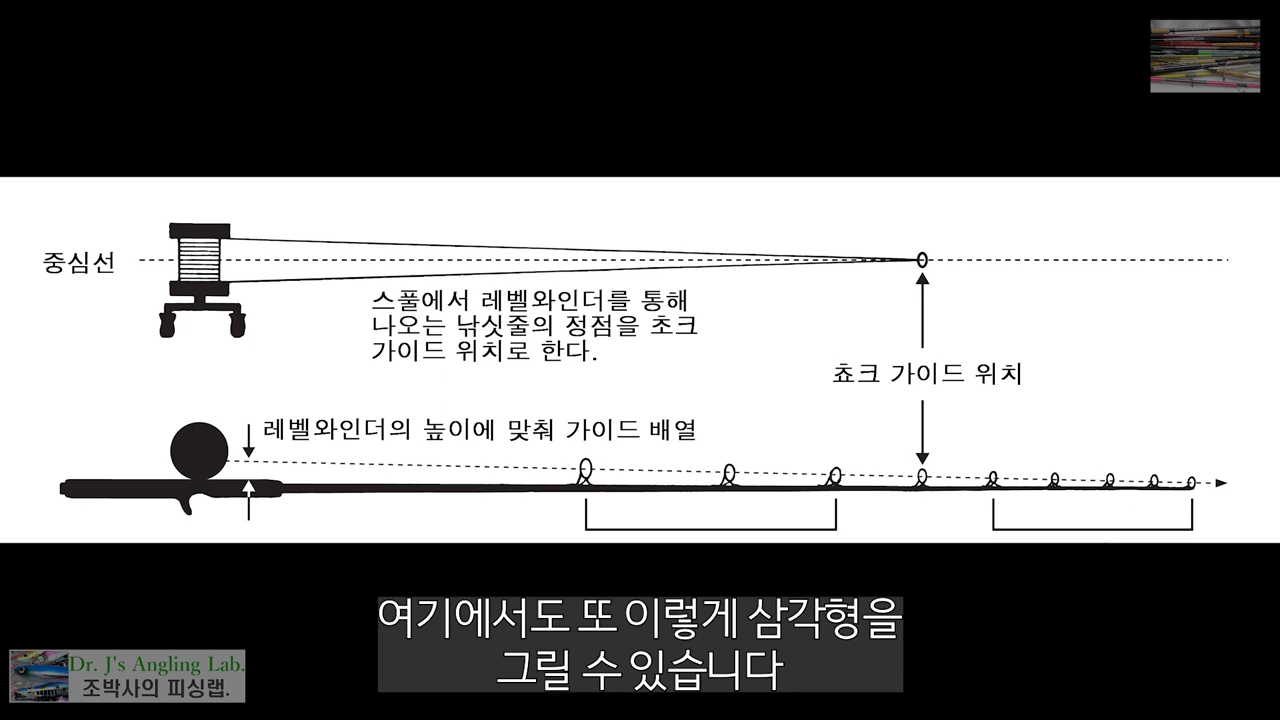 중심선
스풀에서 레벨와인더를 통해
나오는 낚싯줄의 정점을 초크
가이드 위치로 한다.
쵸크 가이드 위치
레벨와인더의 높이에 맞춰 가이드 배열
여기에서도 또 이렇게 삼각형을
그릴 수 있습니다
Dr. J's Angling Lab.
조박사의 피싱랩.